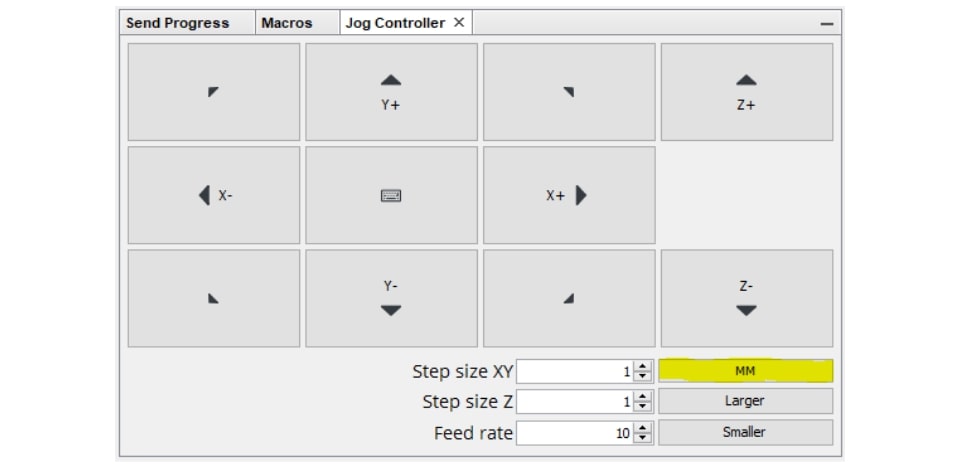 Send Progress Macros Jog Controller ×
Y+ Z+
X- X+
Y- Z-
Step size XY 1 MM
Step size Z 1 Larger
Feed rate 10 Smaller